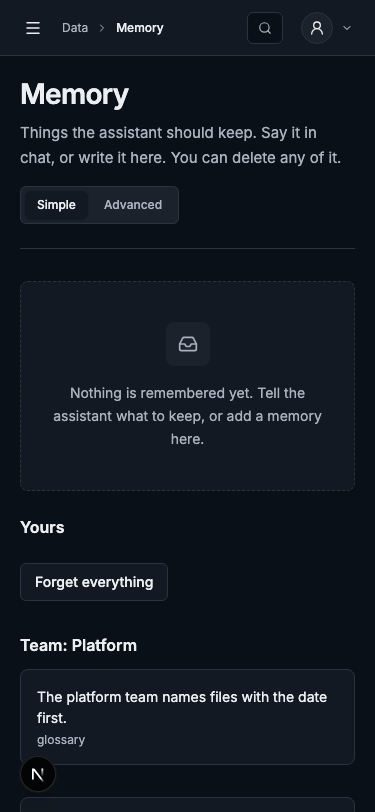 Data
Memory
Memory
Things the assistant should keep. Say it in
chat, or write it here. You can delete any of it.
Simple
Advanced
Nothing is remembered yet. Tell the
assistant what to keep, or add a memory
here.
Yours
Forget everything
Team: Platform
The platform team names files with the date
first.
glossary
N